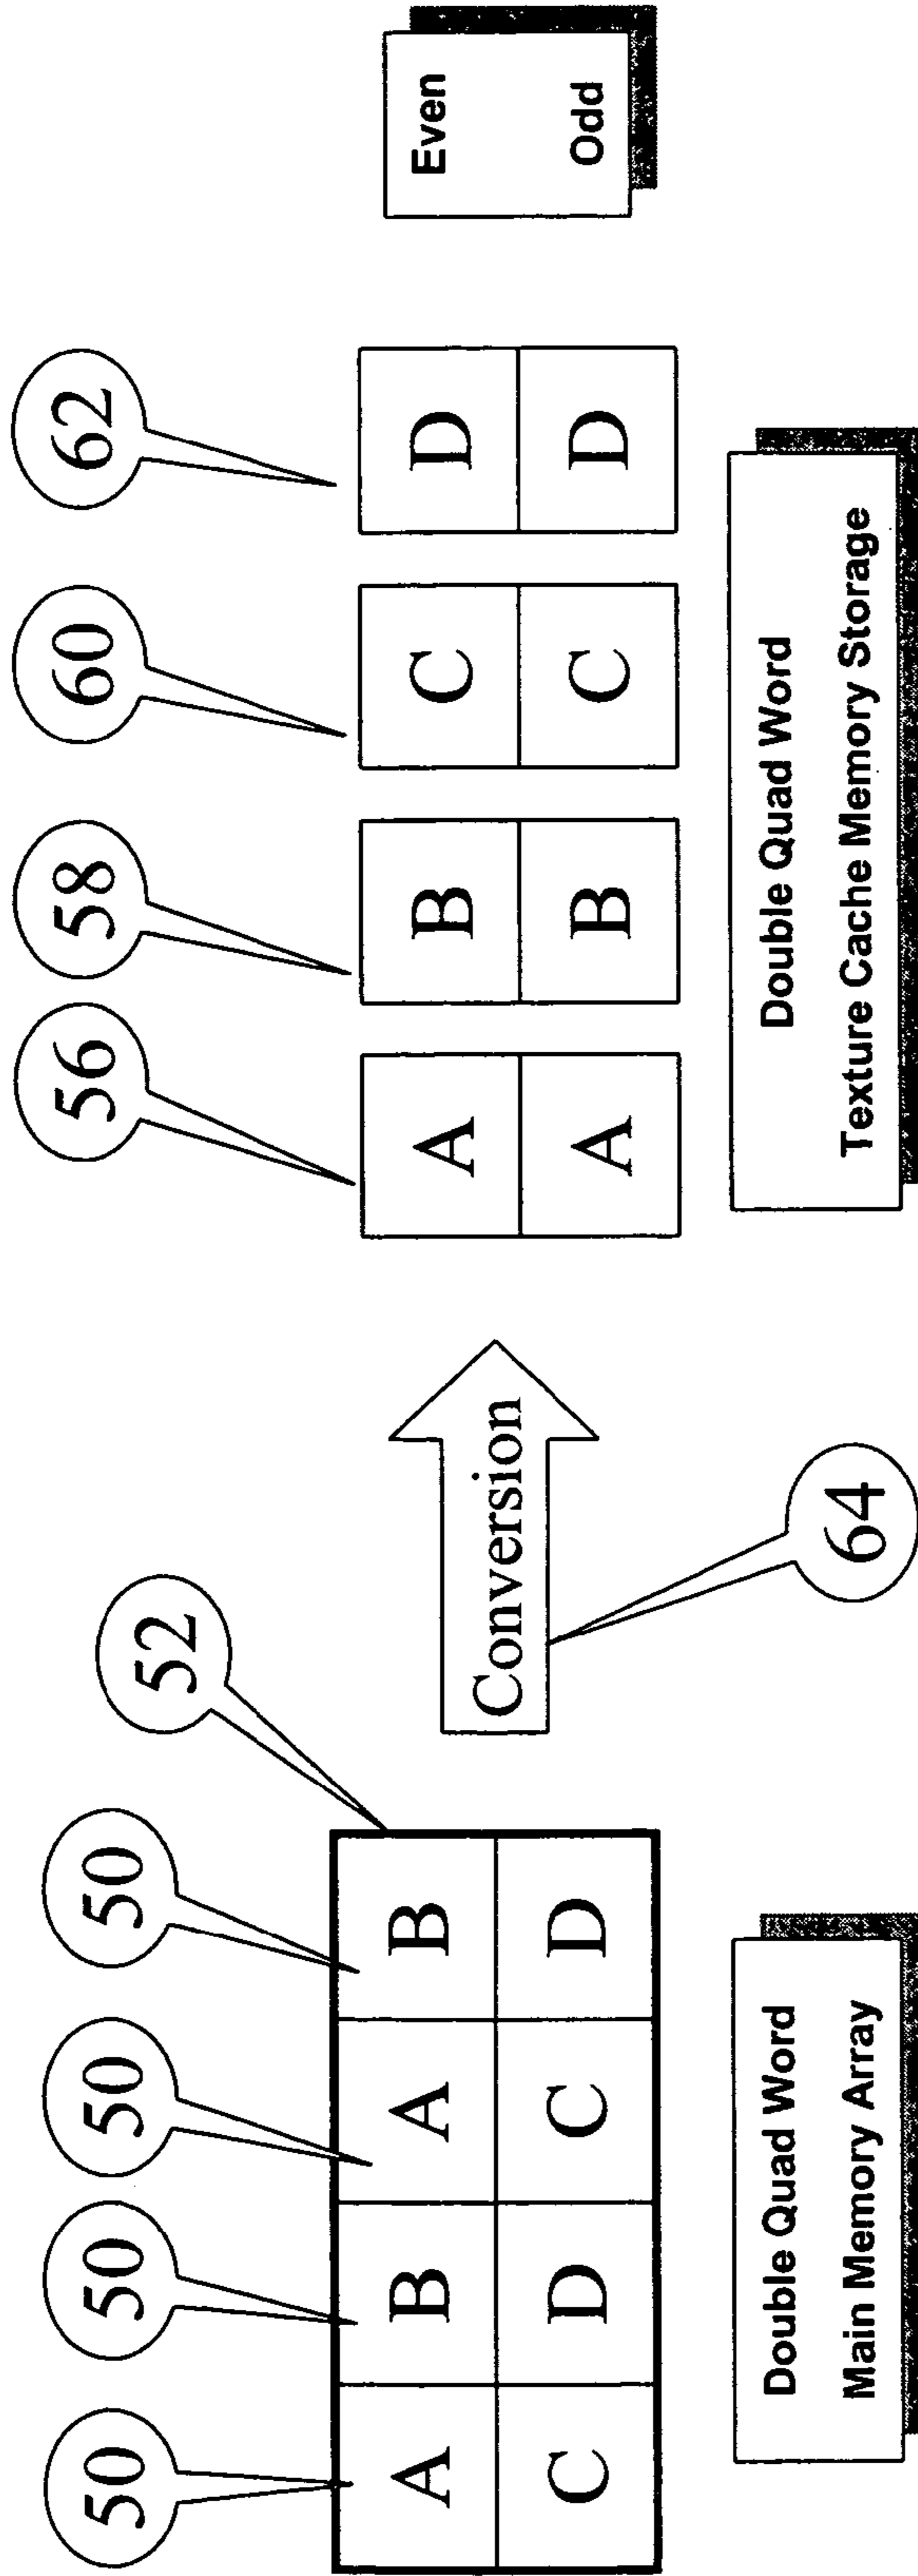 50
50
50
50
52
A B A B
C D C D
Double Quad Word
Main Memory Array
Conversion
64
56
58
60
62
A B C D
A B C D
Double Quad Word
Texture Cache Memory Storage
Even
Odd